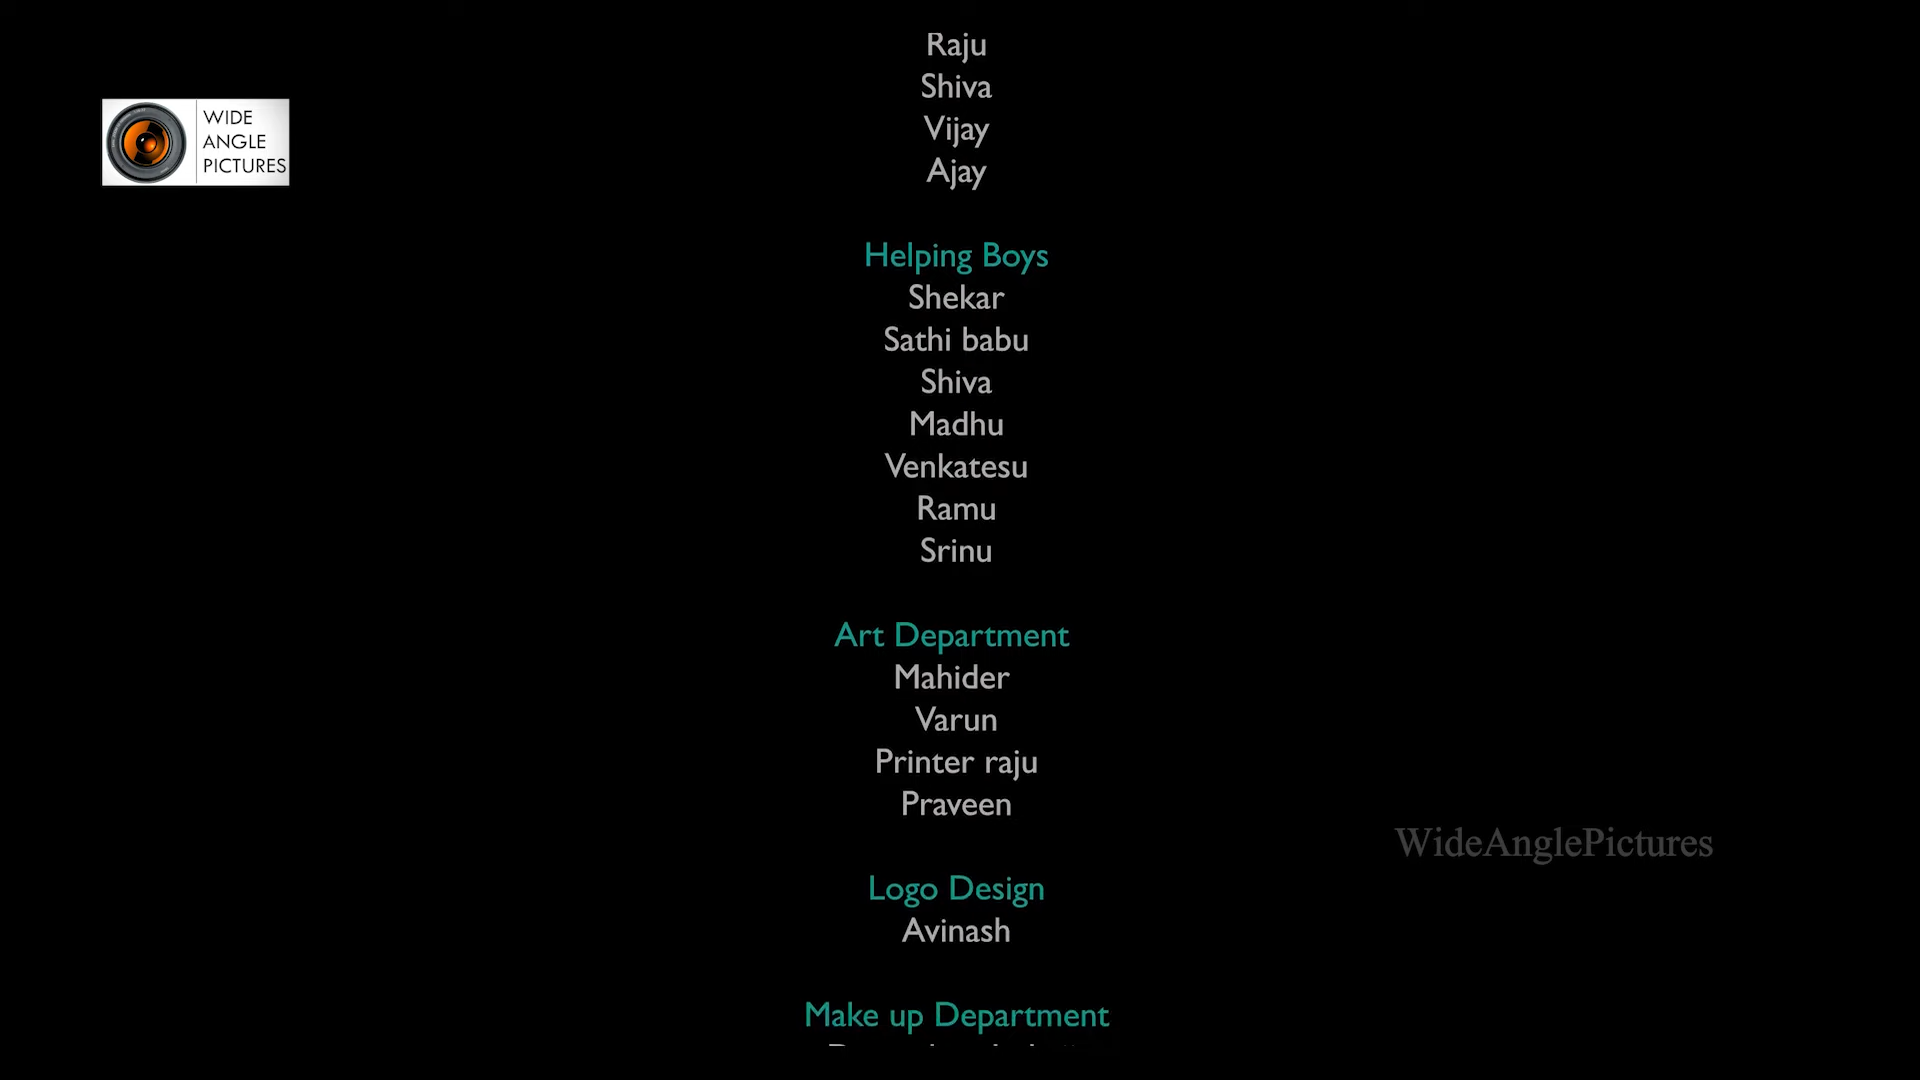 Raju
Shiva
Vijay
Ajay
WIDE
ANGLE
PICTURES
Helping Boys
Shekar
Sathi babu
Shiva
Madhu
Venkatesu
Ramu
Srinu
Art Department
Mahider
Varun
Printer raju
Praveen
WideAnglePictures
Logo Design
Avinash
Make up Department